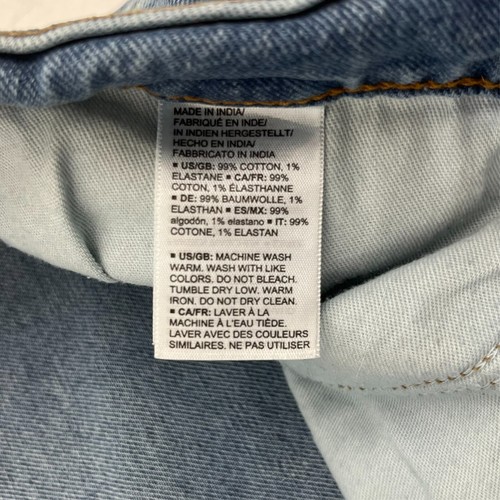 MADE IN INDIA/
FABRIQUÉ EN INDE/
IN INDIEN HERGESTELLT/
HECHO EN INDIA/
FABBRICATO IN INDIA
▪ US/GB: 99% COTTON, 1%
ELASTANE ▪ CA/FR: 99%
COTON, 1% ÉLASTHANNE
▪ DE: 99% BAUMWOLLE, 1%
ELASTHAN ▪ ES/MX: 99%
algodón, 1% elastano ▪ IT: 99%
COTONE, 1% ELASTAN
▪ US/GB: MACHINE WASH
WARM. WASH WITH LIKE
COLORS. DO NOT BLEACH.
TUMBLE DRY LOW. WARM
IRON. DO NOT DRY CLEAN.
▪ CA/FR: LAVER À LA
MACHINE À L'EAU TIÈDE.
LAVER AVEC DES COULEURS
SIMILAIRES. NE PAS UTILISER